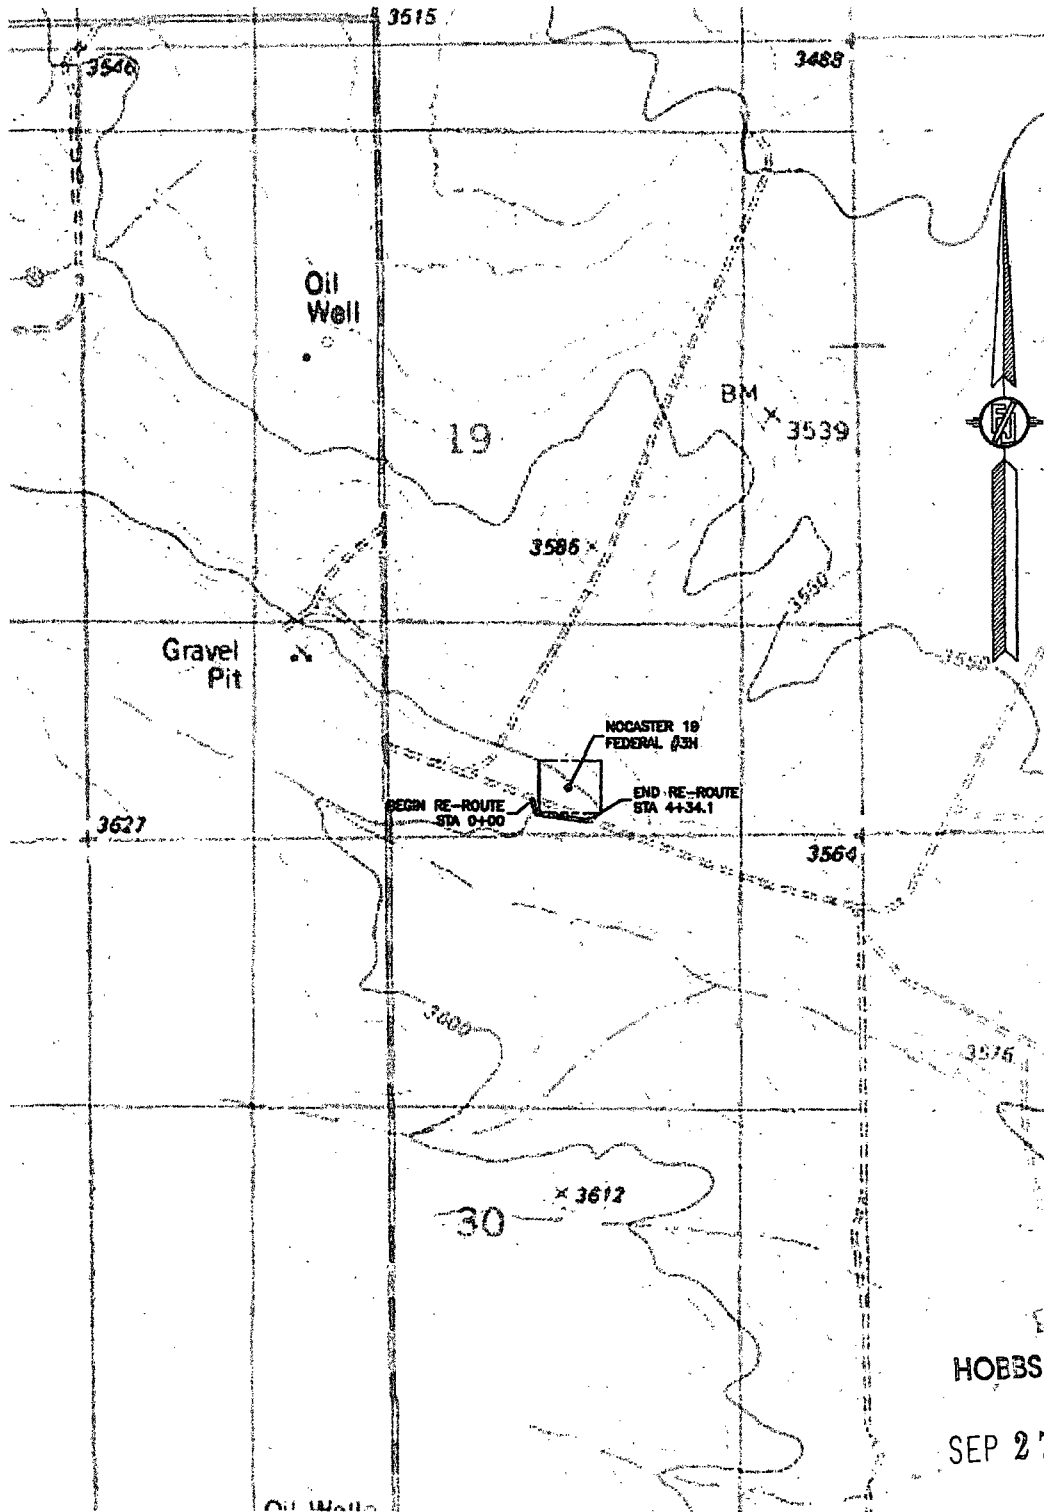 3515
3546
3488
Oil
Well
BM
3539
19
3586
3550
Gravel
Pit
3550
NOCASTER 19
FEDERAL #3H
BEGIN RE-ROUTE
STA 0+00
END RE-ROUTE
STA 4+34.1
3627
3564
3600
3576
3612
30
HOBBS
SEP 27
Oil Wells